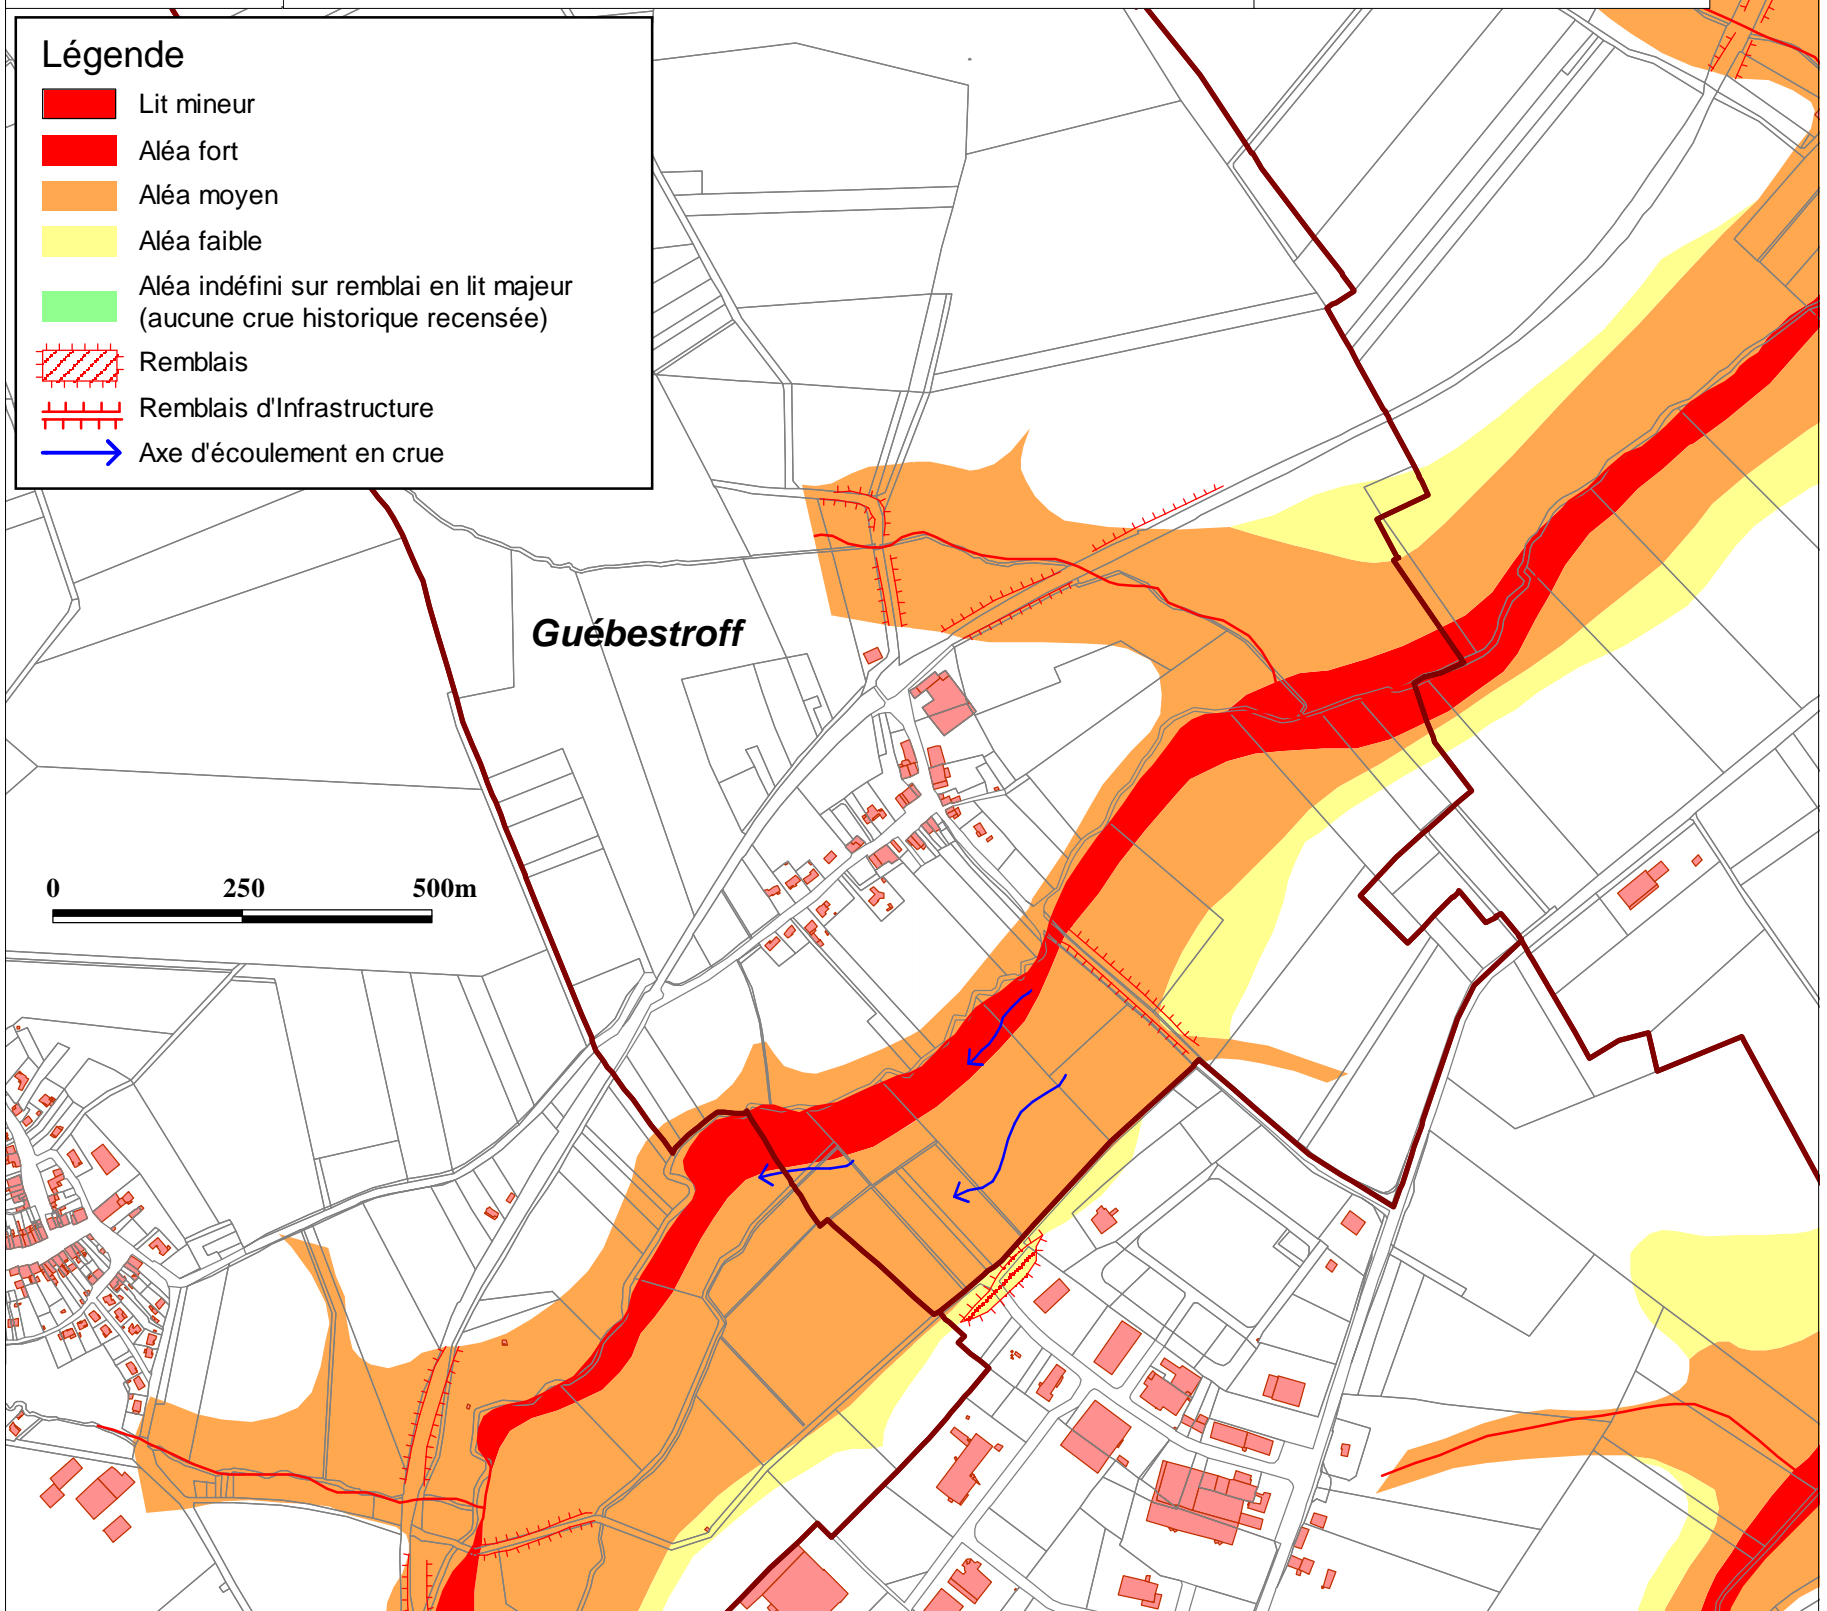 Légende
Lit mineur
Aléa fort
Aléa moyen
Aléa faible
Aléa indéfini sur remblai en lit majeur
(aucune crue historique recensée)
Remblais
Remblais d'Infrastructure
Axe d'écoulement en crue
Guébestroff
0 250 500m